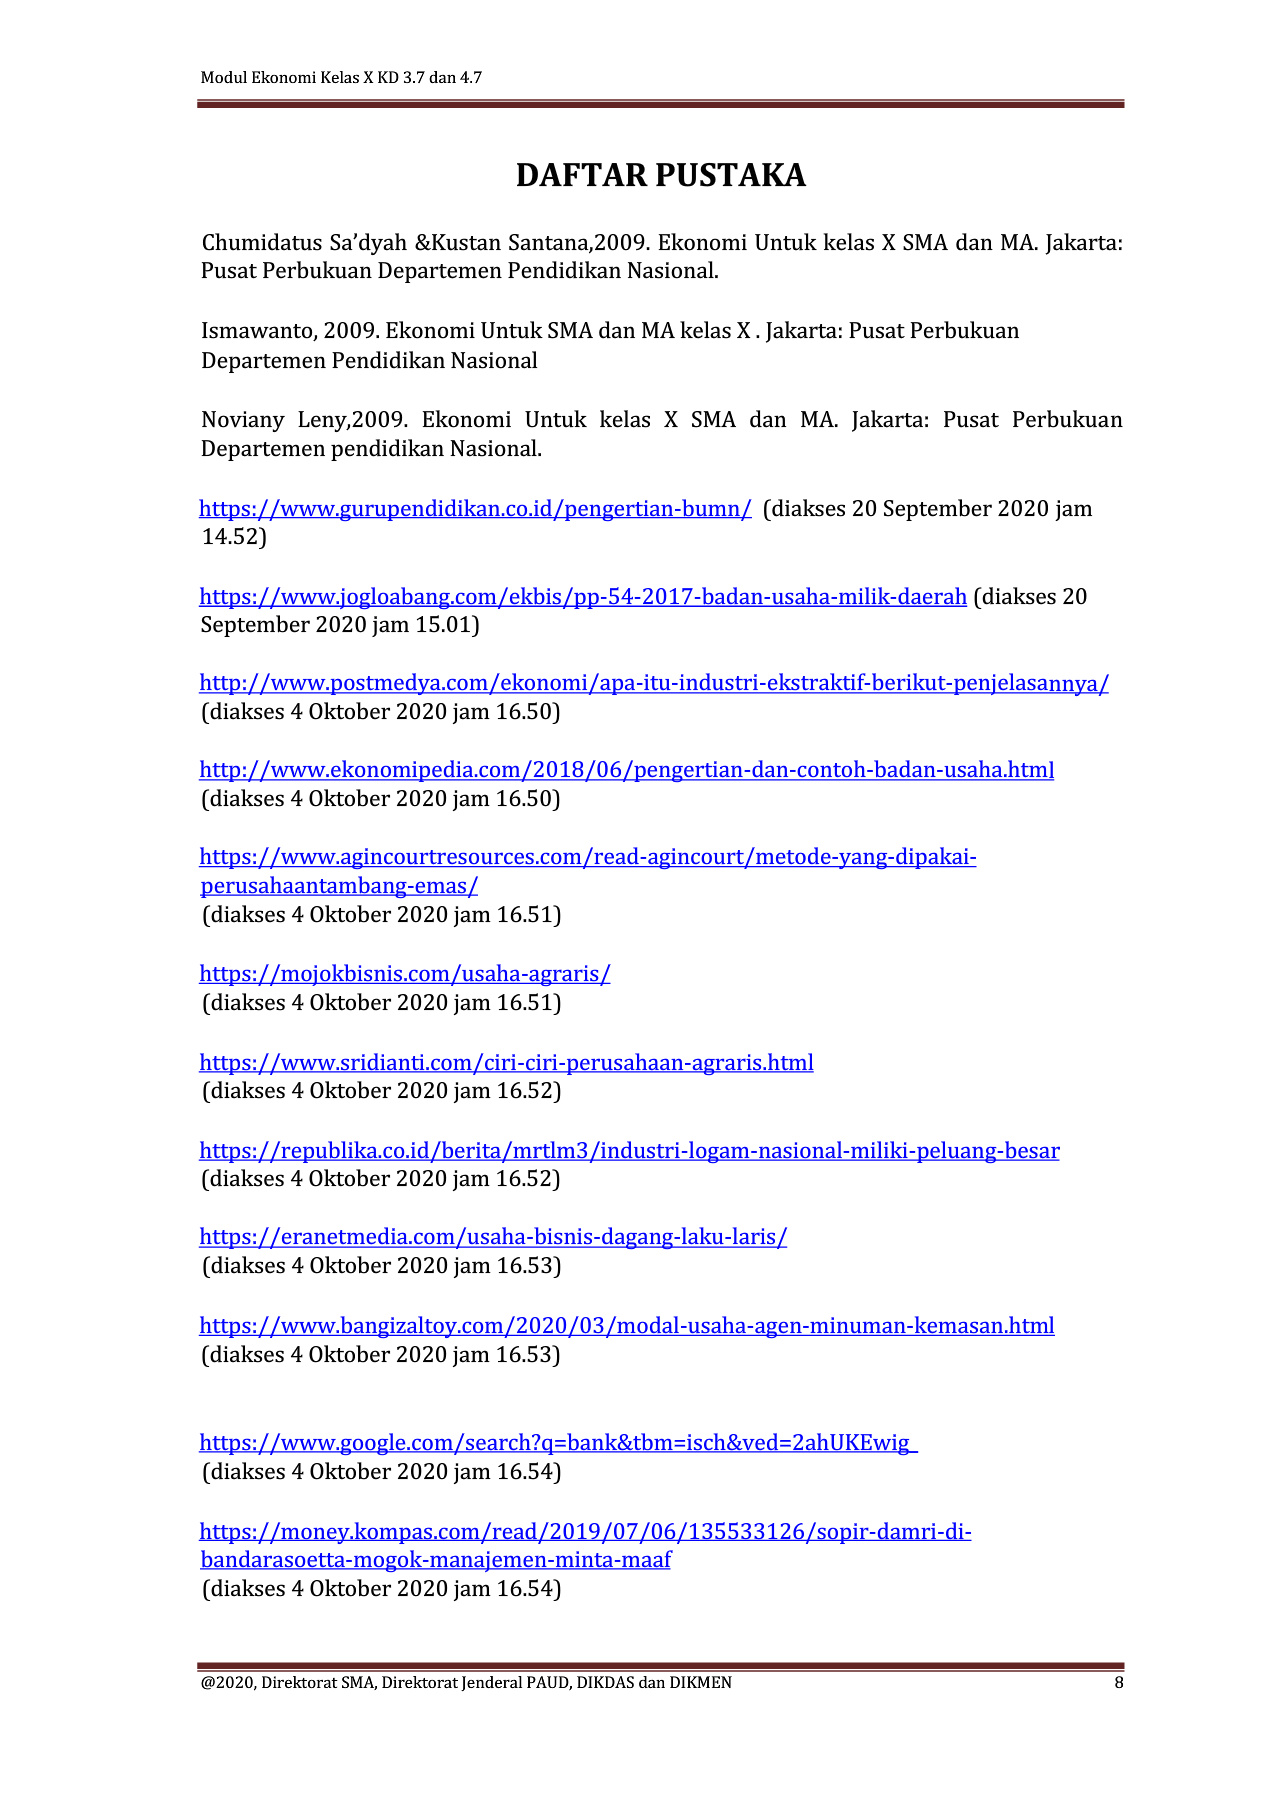 Modul Ekonomi Kelas X KD 3.7 dan 4.7
DAFTAR PUSTAKA
Chumidatus Sa’dyah &Kustan Santana,2009. Ekonomi Untuk kelas X SMA dan MA. Jakarta:
Pusat Perbukuan Departemen Pendidikan Nasional.
Ismawanto, 2009. Ekonomi Untuk SMA dan MA kelas X . Jakarta: Pusat Perbukuan
Departemen Pendidikan Nasional
Noviany Leny,2009. Ekonomi Untuk kelas X SMA dan MA. Jakarta: Pusat Perbukuan
Departemen pendidikan Nasional.
https://www.gurupendidikan.co.id/pengertian-bumn/ (diakses 20 September 2020 jam
14.52)
https://www.jogloabang.com/ekbis/pp-54-2017-badan-usaha-milik-daerah (diakses 20
September 2020 jam 15.01)
http://www.postmedya.com/ekonomi/apa-itu-industri-ekstraktif-berikut-penjelasannya/
(diakses 4 Oktober 2020 jam 16.50)
http://www.ekonomipedia.com/2018/06/pengertian-dan-contoh-badan-usaha.html
(diakses 4 Oktober 2020 jam 16.50)
https://www.agincourtresources.com/read-agincourt/metode-yang-dipakai-
perusahaantambang-emas/
(diakses 4 Oktober 2020 jam 16.51)
https://mojokbisnis.com/usaha-agraris/
(diakses 4 Oktober 2020 jam 16.51)
https://www.sridianti.com/ciri-ciri-perusahaan-agraris.html
(diakses 4 Oktober 2020 jam 16.52)
https://republika.co.id/berita/mrtlm3/industri-logam-nasional-miliki-peluang-besar
(diakses 4 Oktober 2020 jam 16.52)
https://eranetmedia.com/usaha-bisnis-dagang-laku-laris/
(diakses 4 Oktober 2020 jam 16.53)
https://www.bangizaltoy.com/2020/03/modal-usaha-agen-minuman-kemasan.html
(diakses 4 Oktober 2020 jam 16.53)
https://www.google.com/search?q=bank&tbm=isch&ved=2ahUKEwig_
(diakses 4 Oktober 2020 jam 16.54)
https://money.kompas.com/read/2019/07/06/135533126/sopir-damri-di-
bandarasoetta-mogok-manajemen-minta-maaf
(diakses 4 Oktober 2020 jam 16.54)
@2020, Direktorat SMA, Direktorat Jenderal PAUD, DIKDAS dan DIKMEN 8